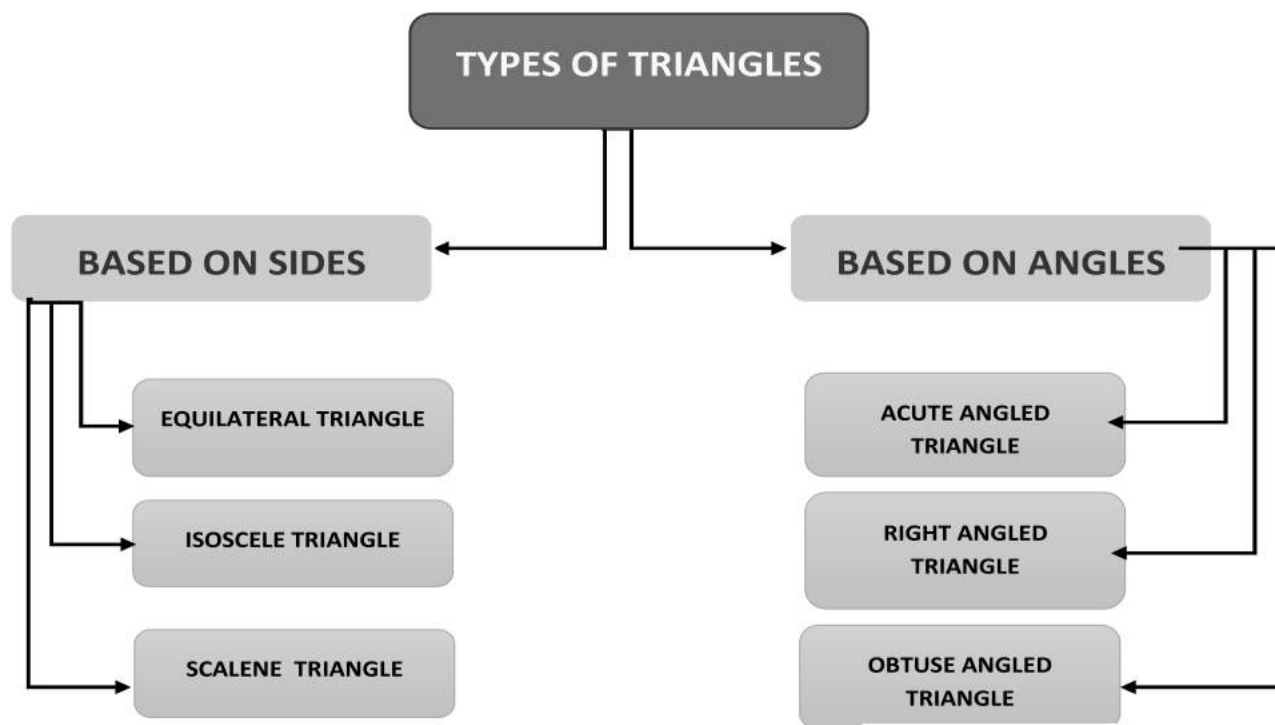 TYPES OF TRIANGLES
BASED ON SIDES
EQUILATERAL TRIANGLE
ISOSCELE TRIANGLE
SCALENE TRIANGLE
BASED ON ANGLES
ACUTE ANGLED
TRIANGLE
RIGHT ANGLED
TRIANGLE
OBTUSE ANGLED
TRIANGLE